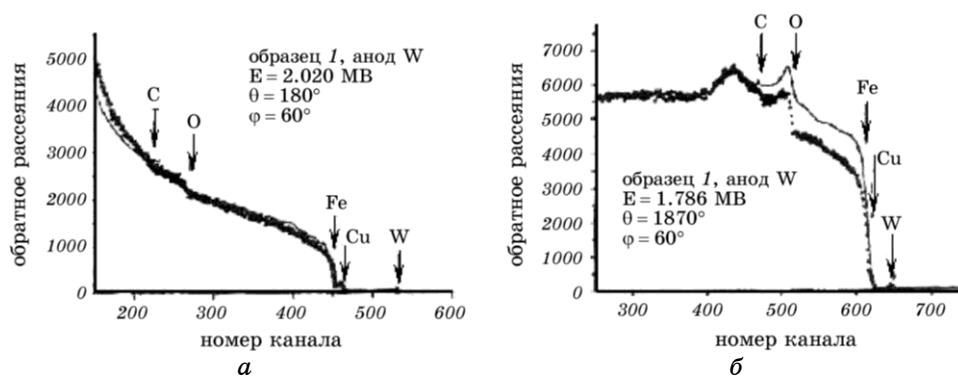 обратное рассеяния
5000
4000
3000
2000
1000
0
образец 1, анод W
E = 2.020 МВ
θ = 180°
φ = 60°
C
O
Fe
Cu
W
200
300
400
500
600
номер канала
а
обратное рассеяния
7000
6000
5000
4000
3000
2000
1000
0
C
O
Fe
Cu
W
образец 1, анод W
E = 1.786 МВ
θ = 1870°
φ = 60°
300
400
500
600
700
номер канала
б